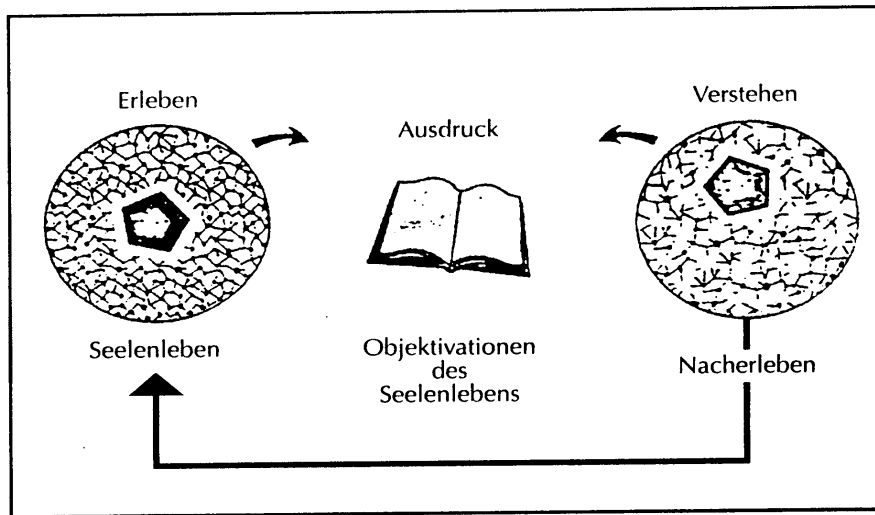 Erleben
Verstehen
Ausdruck
Seelenleben
Objektivationen
des
Seelenlebens
Nacherleben